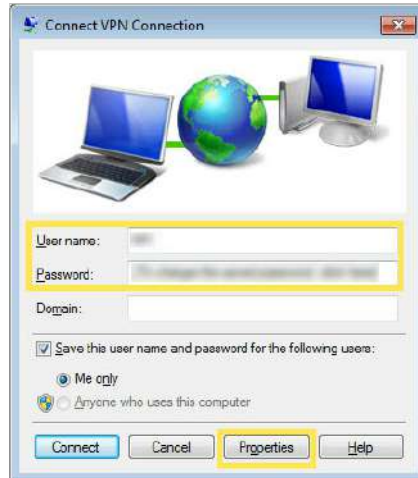 Connect VPN Connection
User name:
Password:
Domain:
Save this user name and password for the following users:
Me only
Anyone who uses this computer
Connect Cancel Properties Help